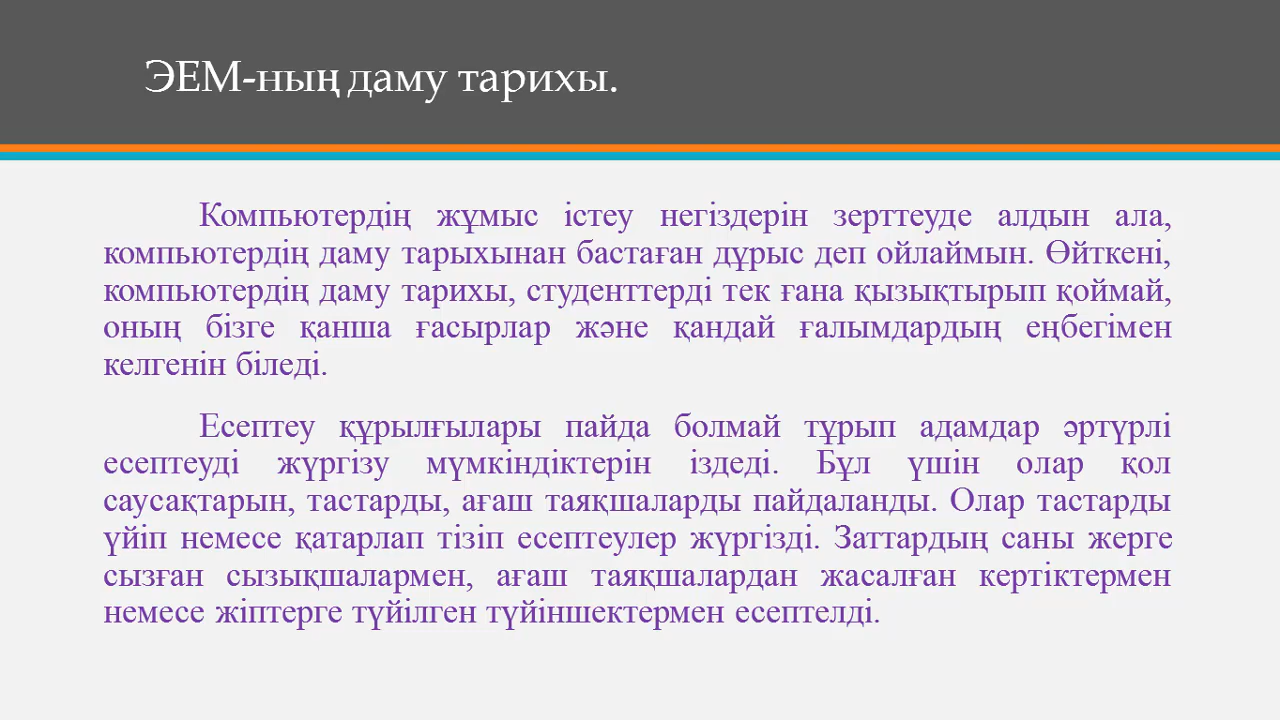 ЭЕМ-ның даму тарихы.
Компьютердің жұмыс істеу негіздерін зерттеуде алдын ала,
компьютердің даму тарыхынан бастаған дұрыс деп ойлаймын. Өйткені,
компьютердің даму тарихы, студенттерді тек ғана қызықтырып қоймай,
оның бізге қанша ғасырлар және қандай ғалымдардың еңбегімен
келгенін біледі.
Есептеу құрылғылары пайда болмай тұрып адамдар әртүрлі
есептеуді жүргізу мүмкіндіктерін іздеді. Бұл үшін олар қол
саусақтарын, тастарды, ағаш таяқшаларды пайдаланды. Олар тастарды
үйіп немесе қатарлап тізіп есептеулер жүргізді. Заттардың саны жерге
сызған сызықшалармен, ағаш таяқшалардан жасалған кертіктермен
немесе жіптерге түйілген түйіншектермен есептелді.